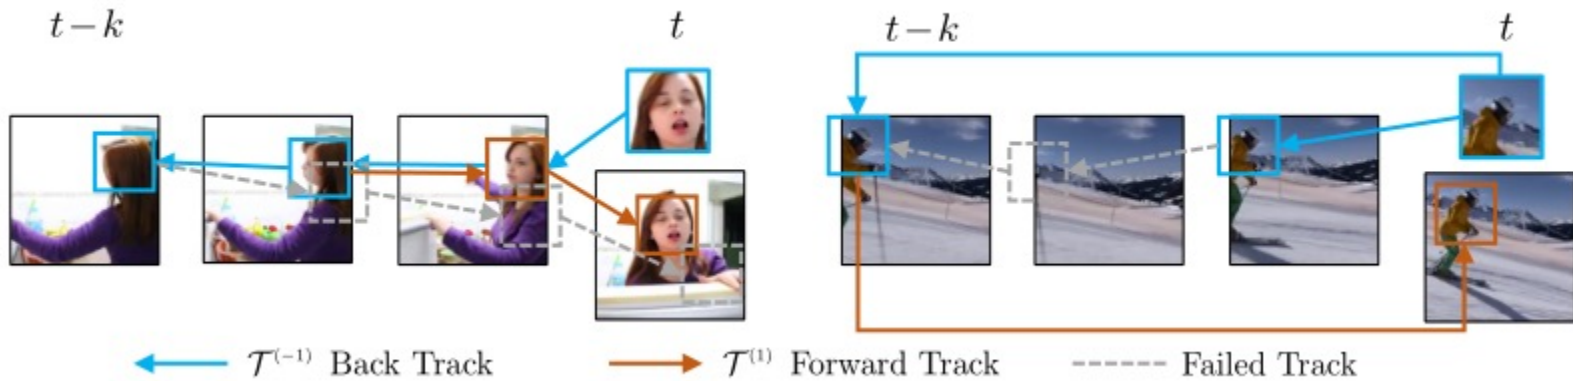 t − k t t − k t
𝒯⁽⁻¹⁾ Back Track 𝒯⁽¹⁾ Forward Track Failed Track